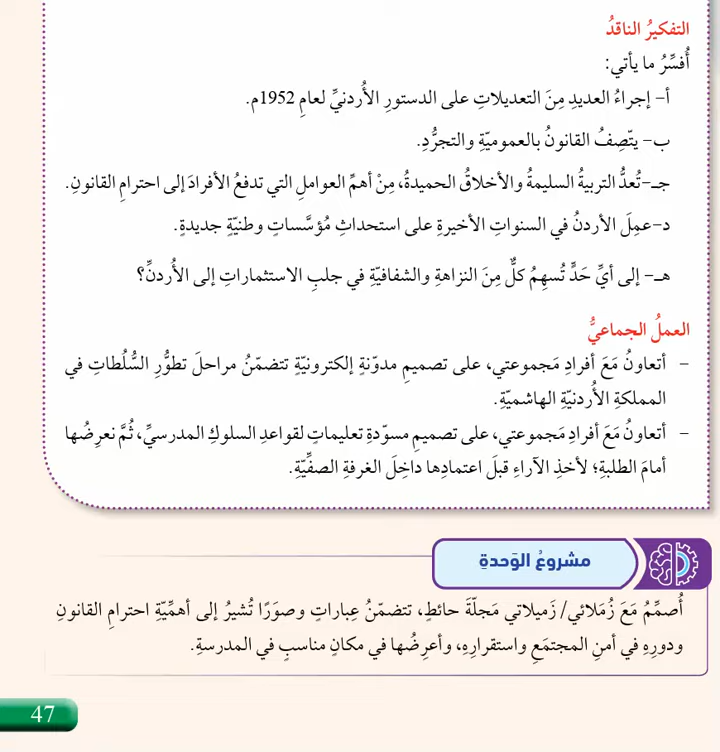 التفكيرُ الناقدُ
أُفسِّرُ ما يأتي:
أ- إجراءُ العديدِ مِنَ التعديلاتِ على الدستورِ الأُردنيِّ لعامِ 1952م.
ب- يتّصِفُ القانونُ بالعموميّةِ والتجرُّدِ.
جـ-تُعدُّ التربيةُ السليمةُ والأخلاقُ الحميدةُ، مِنْ أهمِّ العواملِ التي تدفعُ الأفرادَ إلى احترامِ القانونِ.
د-عمِلَ الأردنُ في السنواتِ الأخيرةِ على استحداثِ مُؤسَّساتٍ وطنيّةٍ جديدةٍ.
هـ- إلى أيِّ حَدٍّ تُسهِمُ كلٌّ مِنَ النزاهةِ والشفافيّةِ في جلبِ الاستثماراتِ إلى الأُردنِّ؟
العملُ الجماعيُّ
- أتعاونُ مَعَ أفرادِ مَجموعتي، على تصميمِ مدوّنةٍ إلكترونيّةٍ تتضمّنُ مراحلَ تطوُّرِ السُّلُطاتِ في
المملكةِ الأُردنيّةِ الهاشميّةِ.
- أتعاونُ مَعَ أفرادِ مَجموعتي، على تصميمِ مسوّدةِ تعليماتٍ لقواعدِ السلوكِ المدرسيِّ، ثُمَّ نعرِضُها
أمامَ الطلبةِ؛ لأخذِ الآراءِ قبلَ اعتمادِها داخِلَ الغرفةِ الصفِّيّةِ.
مشروعُ الوَحدةِ
أُصمِّمُ مَعَ زُمَلائي/ زَميلاتي مَجلّةَ حائطٍ، تتضمّنُ عِباراتٍ وصوَرًا تُشيرُ إلى أهمِّيّةِ احترامِ القانونِ
ودورِهِ في أمنِ المجتمَعِ واستقرارِهِ، وأعرِضُها في مكانٍ مناسبٍ في المدرسةِ.
47